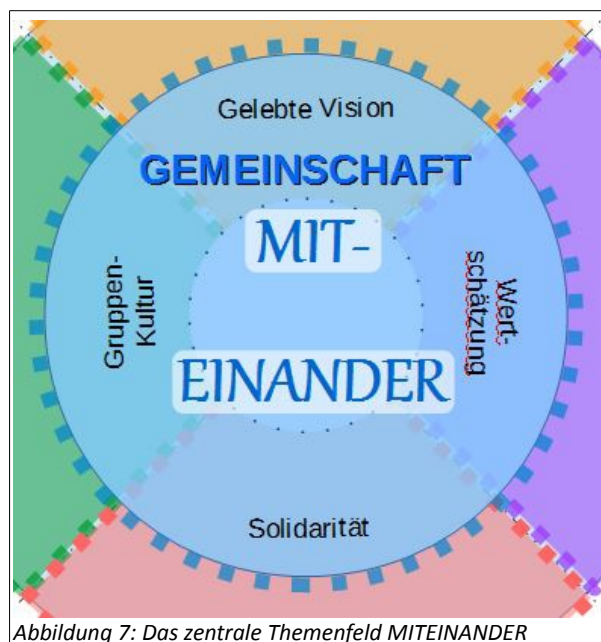 Gelebte Vision
GEMEINSCHAFT
MIT-
EINANDER
Gruppen-
Kultur
Wert-
schätzung
Solidarität
Abbildung 7: Das zentrale Themenfeld MITEINANDER